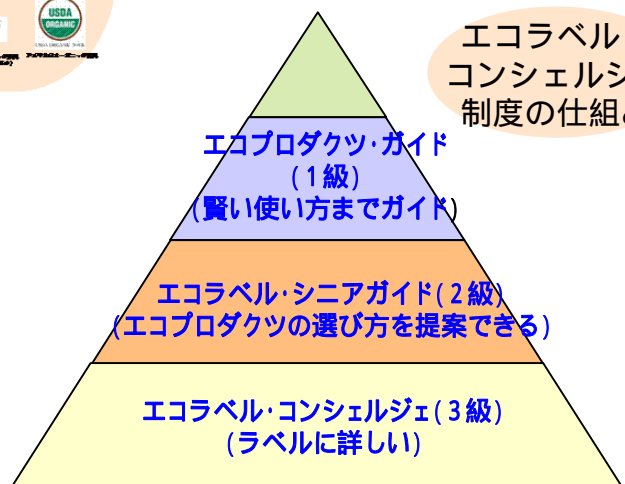 USDA
ORGANIC
エコラベル
コンシェルジ
制度の仕組
エコプロダクツ・ガイド
(1級)
(賢い使い方までガイド)
エコラベル・シニアガイド(2級)
(エコプロダクツの選び方を提案できる)
エコラベル・コンシェルジェ(3級)
(ラベルに詳しい)